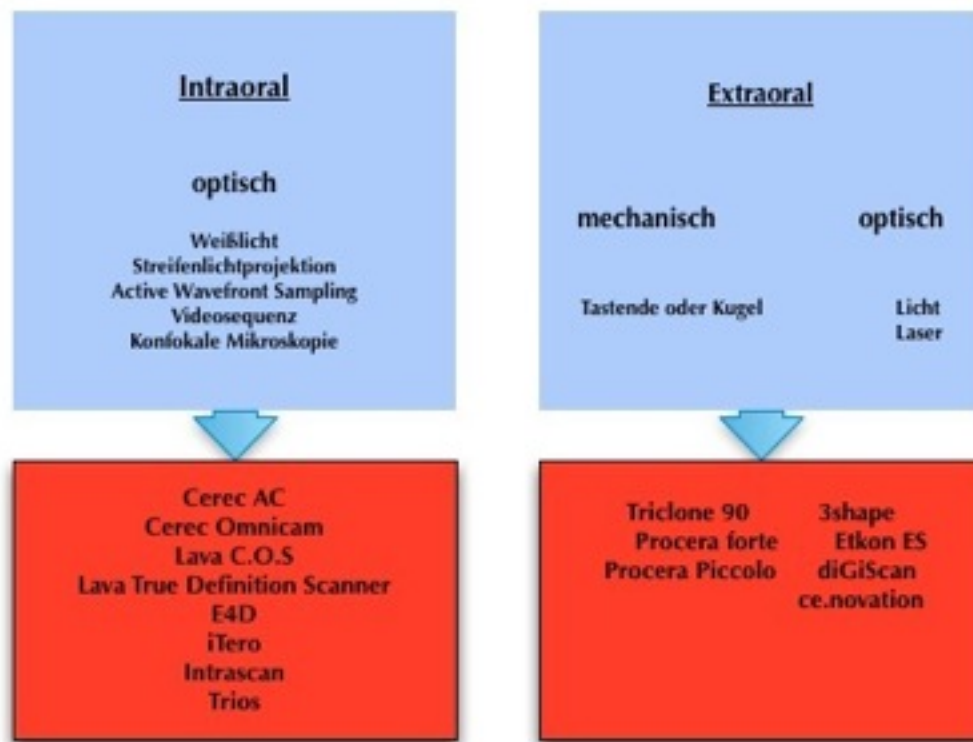 Intraoral
optisch
Weißlicht
Streifenlichtprojektion
Active Wavefront Sampling
Videosequenz
Konfokale Mikroskopie
Extraoral
mechanisch optisch
Tastende oder Kugel Licht
Laser
Cerec AC
Cerec Omnicam
Lava C.O.S
Lava True Definition Scanner
E4D
iTero
Intrascan
Trios
Triclone 90 3shape
Procera forte Etkon ES
Procera Piccolo diGiScan
ce.novation